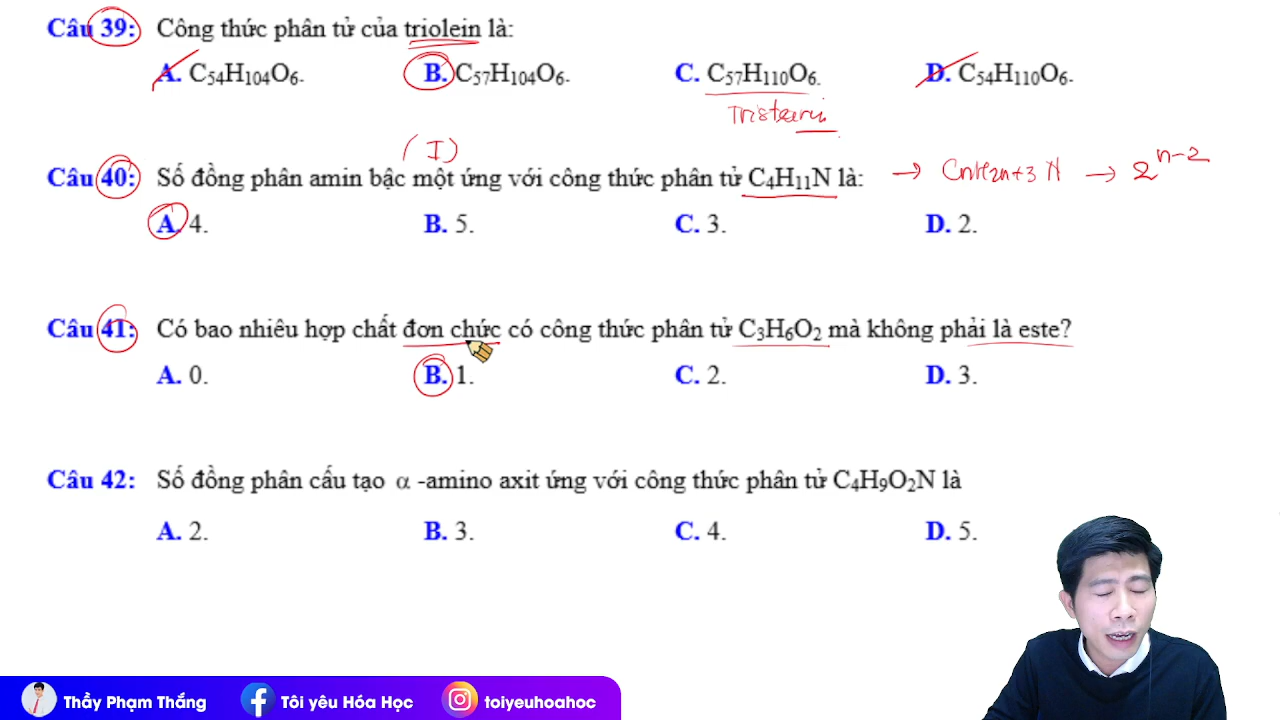 Câu 39: Công thức phân tử của triolein là:
A. C₅₄H₁₀₄O₆. B. C₅₇H₁₀₄O₆. C. C₅₇H₁₁₀O₆. D. C₅₄H₁₁₀O₆.
(I)
Câu 40: Số đồng phân amin bậc một ứng với công thức phân tử C₄H₁₁N là: → CnH2n+3 N → 2ⁿ⁻²
A. 4. B. 5. C. 3. D. 2.
Câu 41: Có bao nhiêu hợp chất đơn chức có công thức phân tử C₃H₆O₂ mà không phải là este?
A. 0. B. 1. C. 2. D. 3.
Câu 42: Số đồng phân cấu tạo α -amino axit ứng với công thức phân tử C₄H₉O₂N là
A. 2. B. 3. C. 4. D. 5.
Thầy Phạm Thắng Tôi yêu Hóa Học toiyeuhoahoc